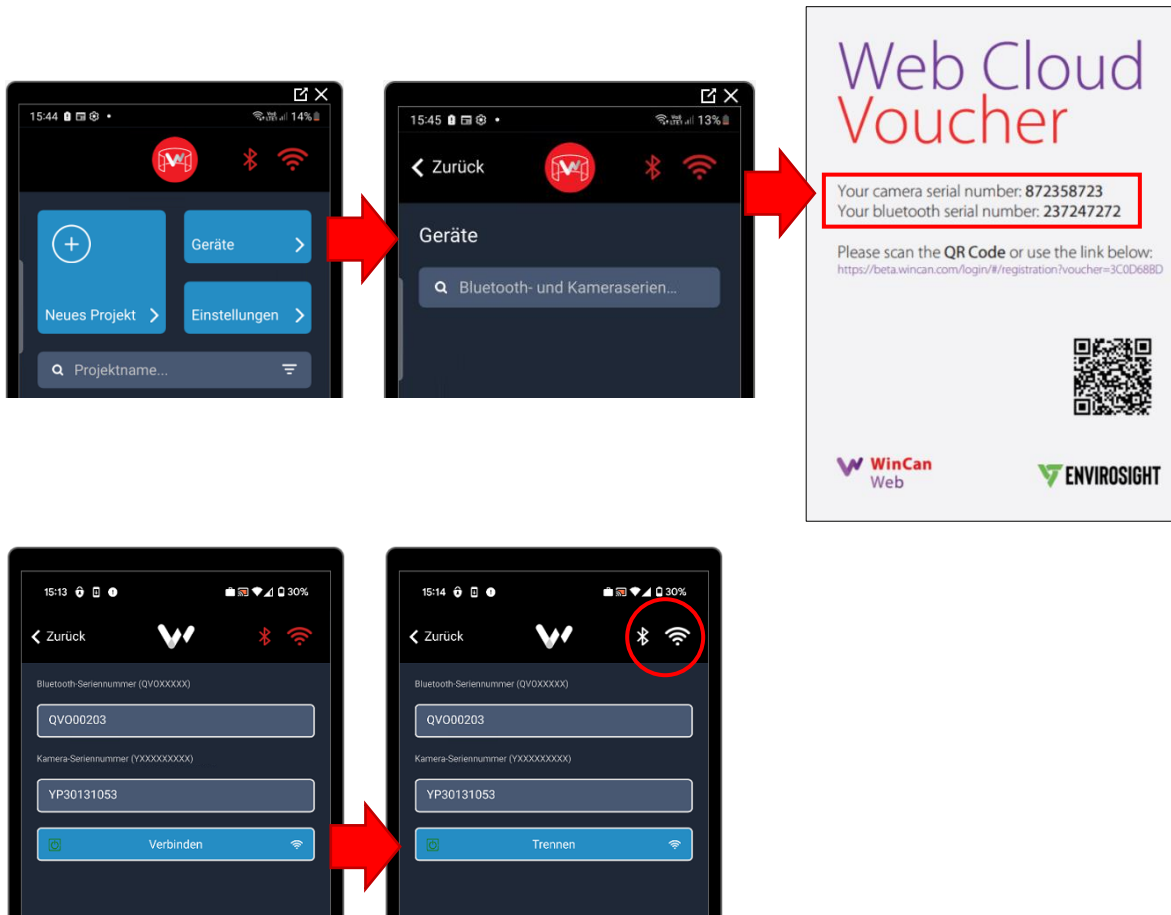 15:44
14%
Geräte
Neues Projekt
Einstellungen
Projektname...
15:45
13%
Zurück
Geräte
Bluetooth- und Kameraserien...
Web Cloud
Voucher
Your camera serial number: 872358723
Your bluetooth serial number: 237247272
Please scan the QR Code or use the link below:
https://beta.wincan.com/login/#/registration?voucher=3C0D68BD
WinCan
Web
ENVIROSIGHT
15:13
30%
Zurück
Bluetooth-Seriennummer (QV0XXXXX)
QVO00203
Kamera-Seriennummer (YXXXXXXXXX)
YP30131053
Verbinden
15:14
30%
Zurück
Bluetooth-Seriennummer (QV0XXXXX)
QVO00203
Kamera-Seriennummer (YXXXXXXXXX)
YP30131053
Trennen